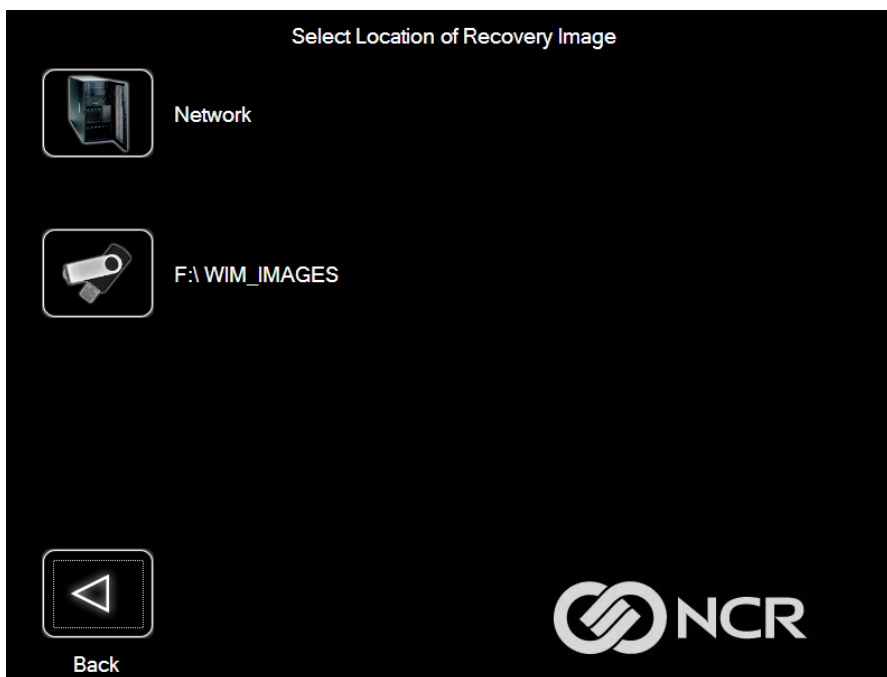 Select Location of Recovery Image
Network
F:\ WIM_IMAGES
NCR
Back